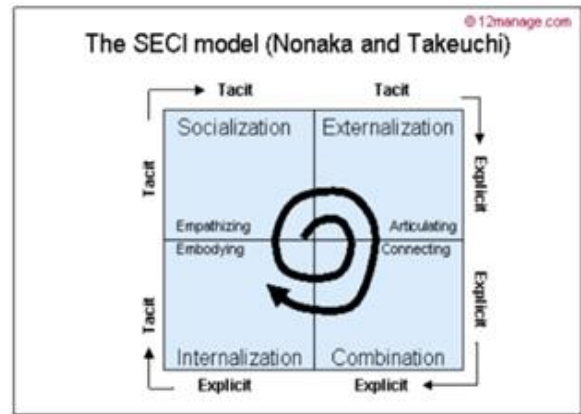 © 12manage.com
The SECI model (Nonaka and Takeuchi)
Tacit Tacit
Socialization Externalization
Tacit Explicit
Empathizing Articulating
Embodying Connecting
Tacit Explicit
Internalization Combination
Explicit Explicit